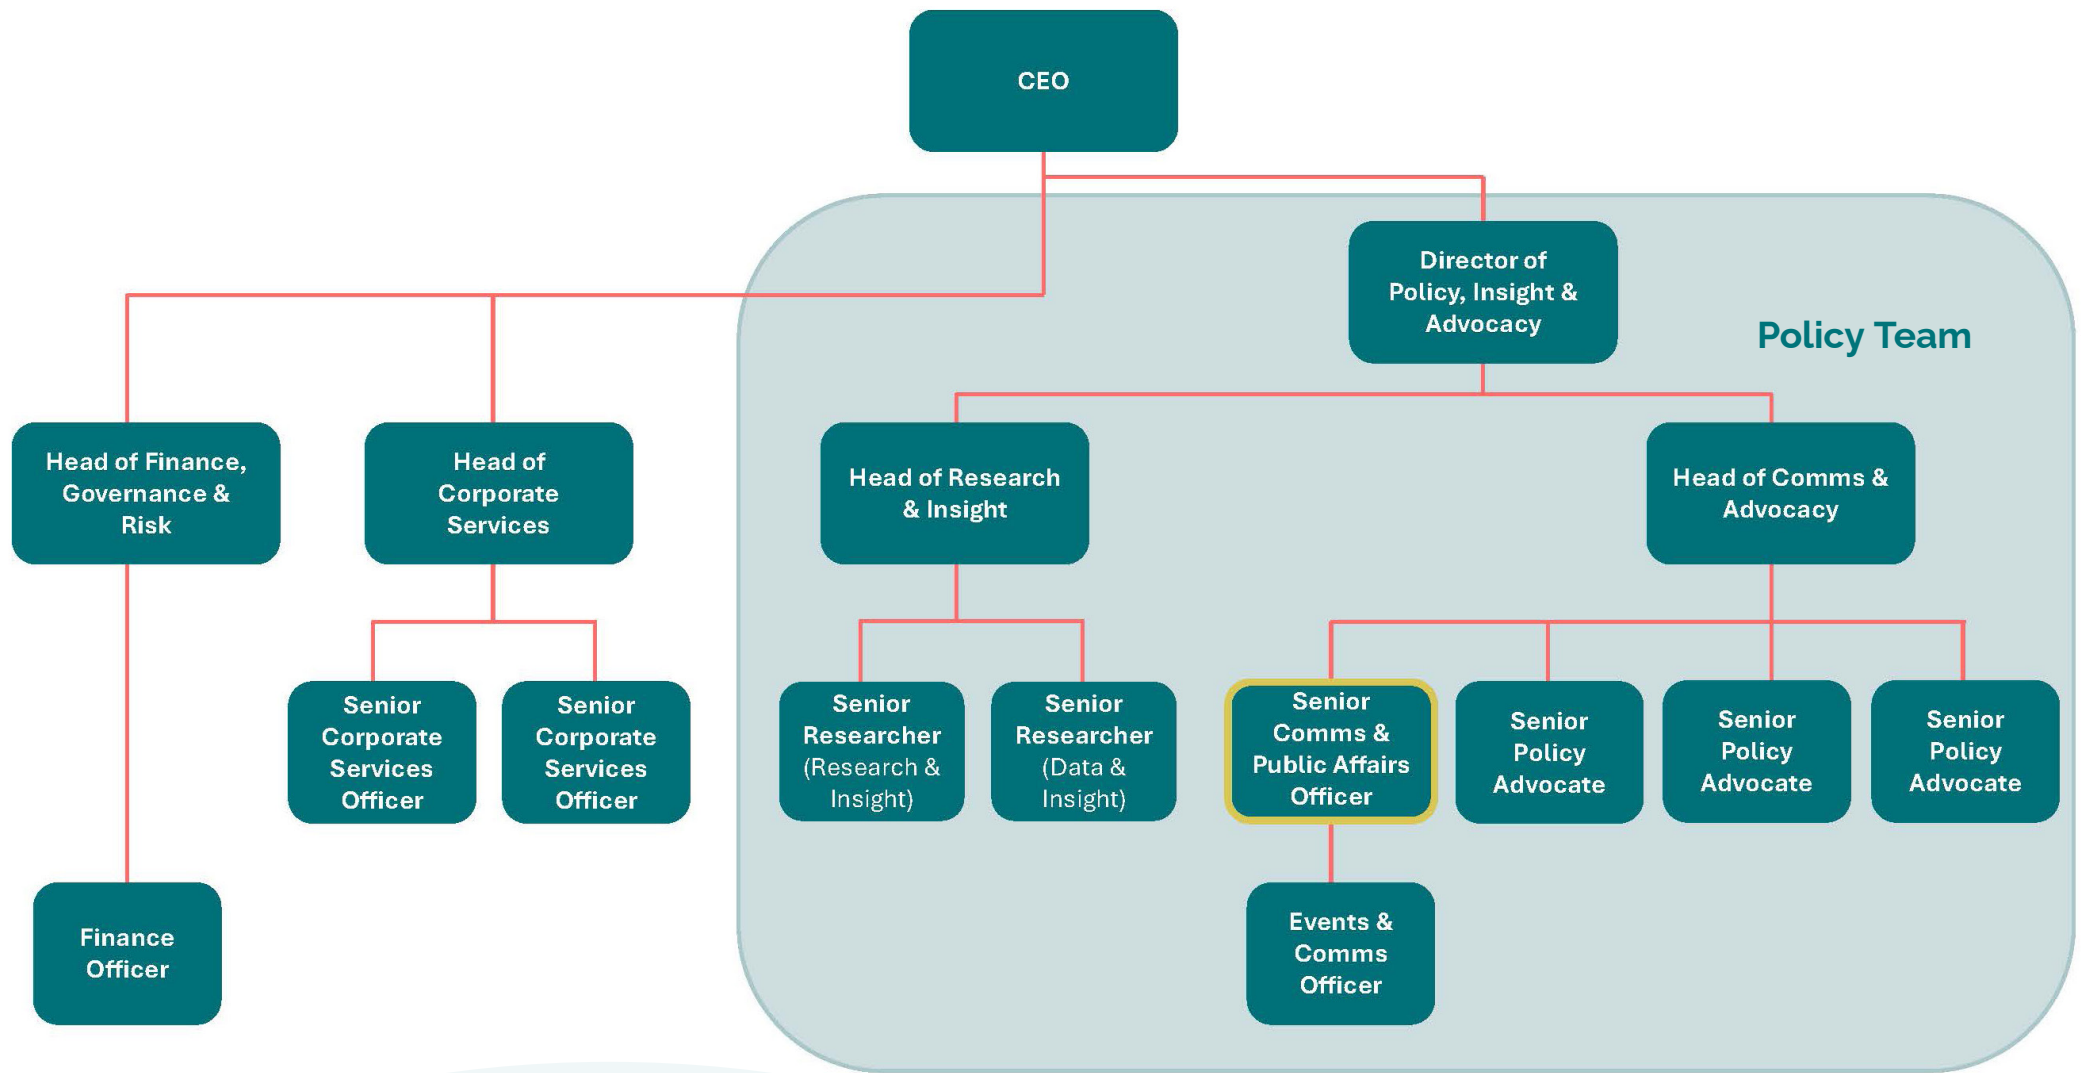 CEO
Director of
Policy, Insight &
Advocacy
Policy Team
Head of Finance,
Governance &
Risk
Head of
Corporate
Services
Head of Research
& Insight
Head of Comms &
Advocacy
Senior
Corporate
Services
Officer
Senior
Corporate
Services
Officer
Senior
Researcher
(Research &
Insight)
Senior
Researcher
(Data &
Insight)
Senior
Comms &
Public Affairs
Officer
Senior
Policy
Advocate
Senior
Policy
Advocate
Senior
Policy
Advocate
Finance
Officer
Events &
Comms
Officer